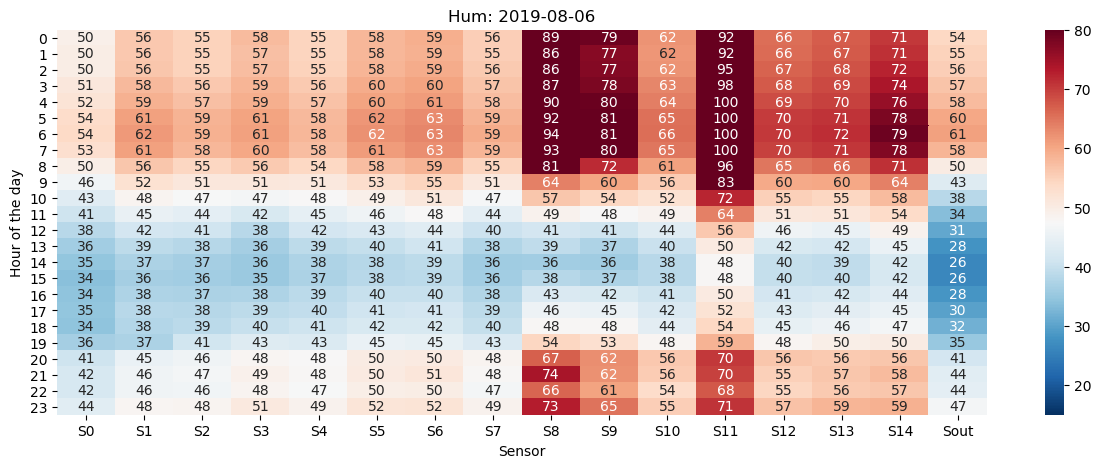 Hum: 2019-08-06
0 50 56 55 58 55 58 59 56 89 79 62 92 66 67 71 54
1 50 56 55 57 55 58 59 55 86 77 62 92 66 67 71 55
2 50 56 55 57 55 58 59 56 86 77 62 95 67 68 72 56
3 51 58 56 59 56 60 60 57 87 78 63 98 68 69 74 57
4 52 59 57 59 57 60 61 58 90 80 64 100 69 70 76 58
5 54 61 59 61 58 62 63 59 92 81 65 100 70 71 78 60
6 54 62 59 61 58 62 63 59 94 81 66 100 70 72 79 61
7 53 61 58 60 58 61 63 59 93 80 65 100 70 71 78 58
8 50 56 55 56 54 58 59 55 81 72 61 96 65 66 71 50
9 46 52 51 51 51 53 55 51 64 60 56 83 60 60 64 43
10 43 48 47 47 48 49 51 47 57 54 52 72 55 55 58 38
11 41 45 44 42 45 46 48 44 49 48 49 64 51 51 54 34
12 38 42 41 38 42 43 44 40 41 41 44 56 46 45 49 31
13 36 39 38 36 39 40 41 38 39 37 40 50 42 42 45 28
14 35 37 37 36 38 38 39 36 36 36 38 48 40 39 42 26
15 34 36 36 35 37 38 39 36 38 37 38 48 40 40 42 26
16 34 38 37 38 39 40 40 38 43 42 41 50 41 42 44 28
17 35 38 38 39 40 41 41 39 46 45 42 52 43 44 45 30
18 34 38 39 40 41 42 42 40 48 48 44 54 45 46 47 32
19 36 37 41 43 43 45 45 43 54 53 48 59 48 50 50 35
20 41 45 46 48 48 50 50 48 67 62 56 70 56 56 56 41
21 42 46 47 49 48 50 51 48 74 62 56 70 55 57 58 44
22 42 46 46 48 47 50 50 47 66 61 54 68 55 56 57 44
23 44 48 48 51 49 52 52 49 73 65 55 71 57 59 59 47
S0 S1 S2 S3 S4 S5 S6 S7 S8 S9 S10 S11 S12 S13 S14 Sout
Sensor
Hour of the day
80
70
60
50
40
30
20